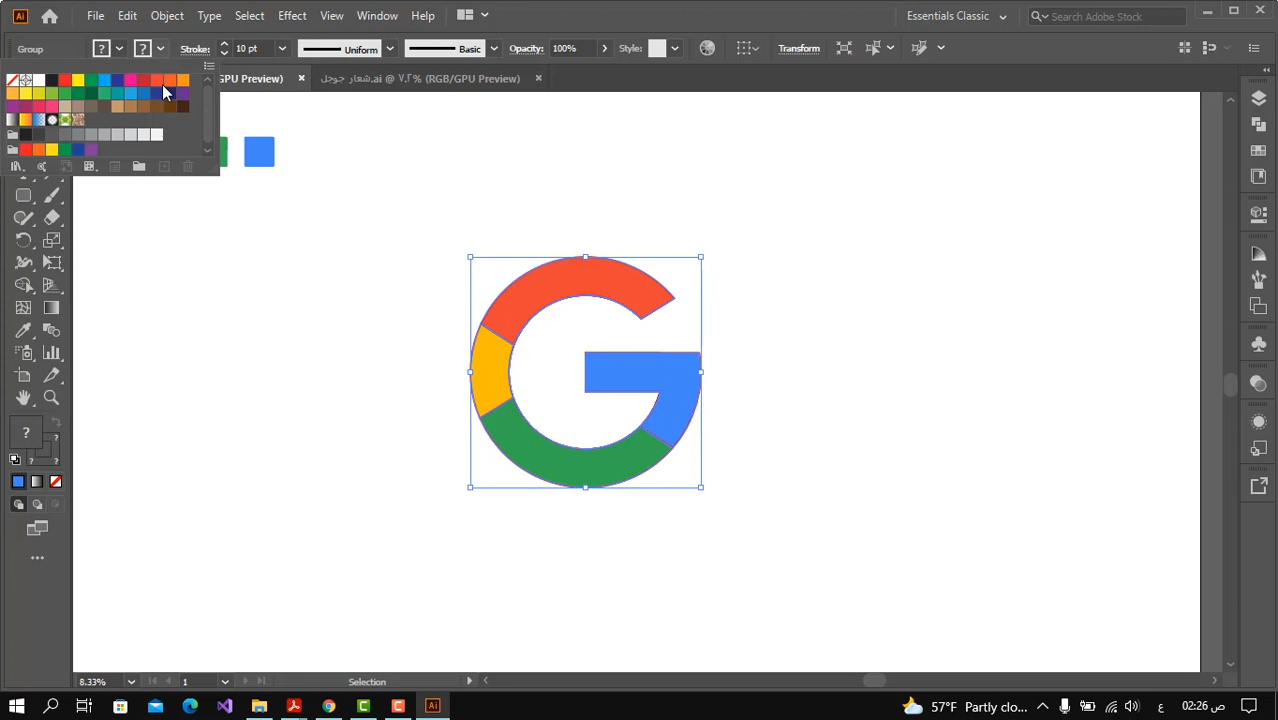 Ai File Edit Object Type Select Effect View Window Help Essentials Classic Search Adobe Stock
Group ? ? Stroke: 10 pt Uniform Basic Opacity: 100% Style: Transform
GPU Preview) × شعار جوجل.ai @ ٧.٢٦% (RGB/GPU Preview) ×
?
?
? ?
8.33% 1 Selection
Ai 57°F Partly clo... ع 02:26 ص